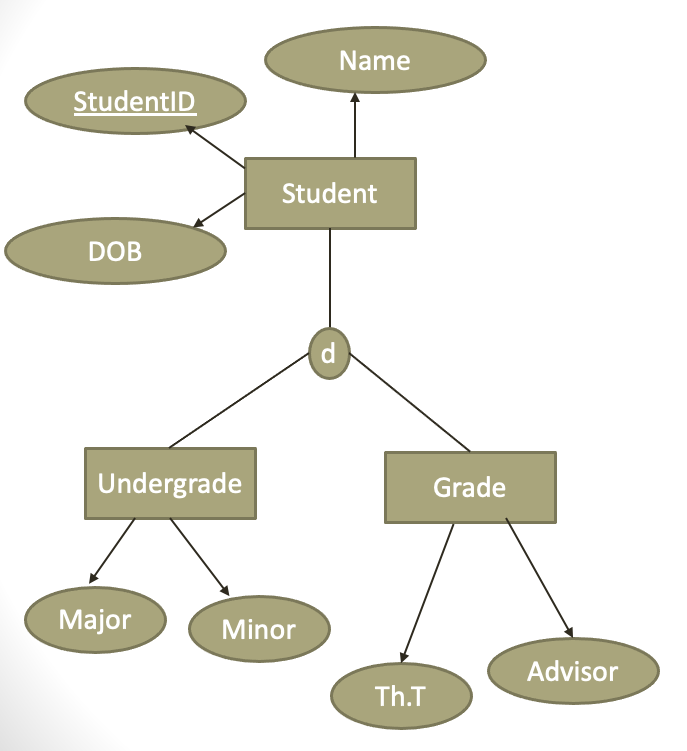 Name
StudentID
Student
DOB
d
Undergrade
Grade
Major
Minor
Advisor
Th.T